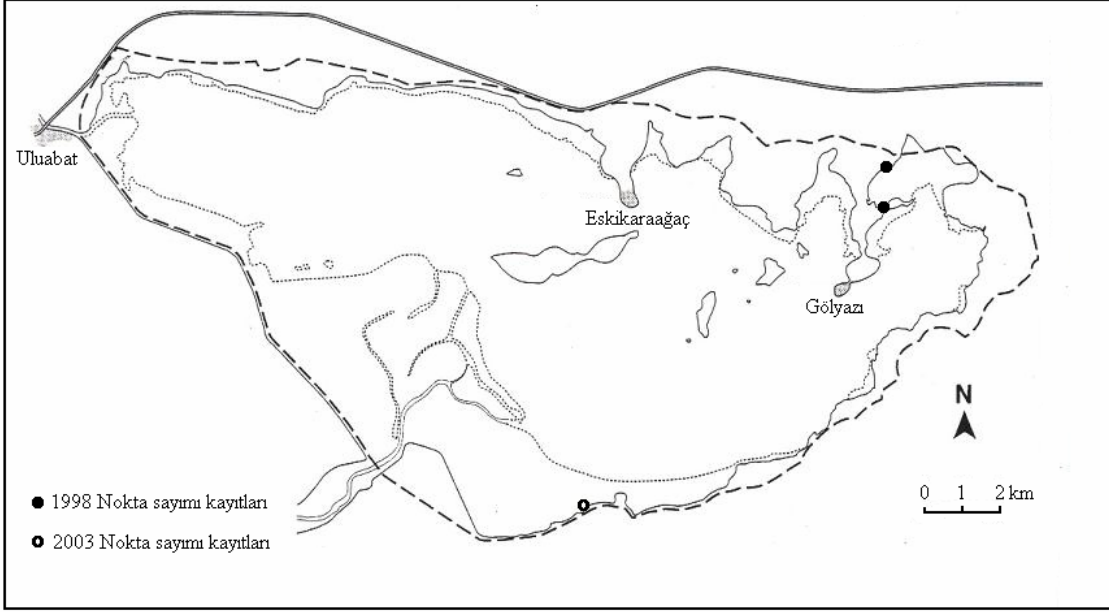 Uluabat
Eskikaraağaç
Gölyazı
N
0 1 2 km
1998 Nokta sayımı kayıtları
2003 Nokta sayımı kayıtları